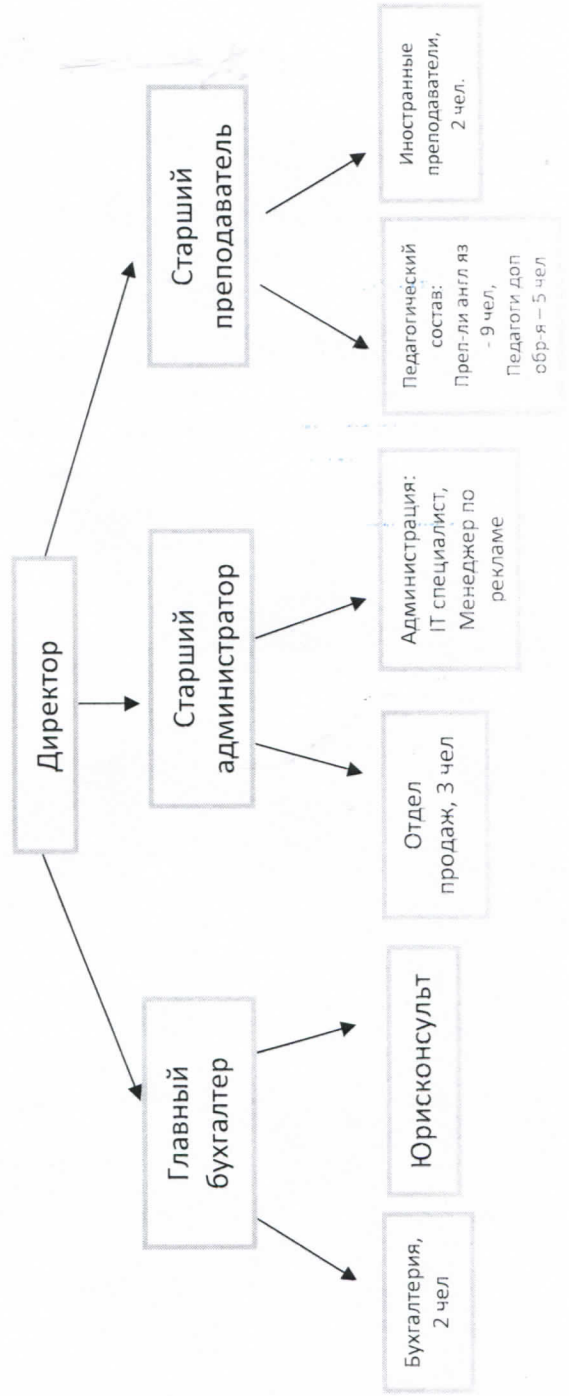 Директор
Главный
бухгалтер
Старший
администратор
Старший
преподаватель
Бухгалтерия,
2 чел
Юрисконсульт
Отдел
продаж, 3 чел
Администрация:
IT специалист,
Менеджер по
рекламе
Педагогический
состав:
Преп-ли англ яз
- 9 чел,
Педагоги доп
обр-я – 5 чел
Иностранные
преподаватели,
2 чел.